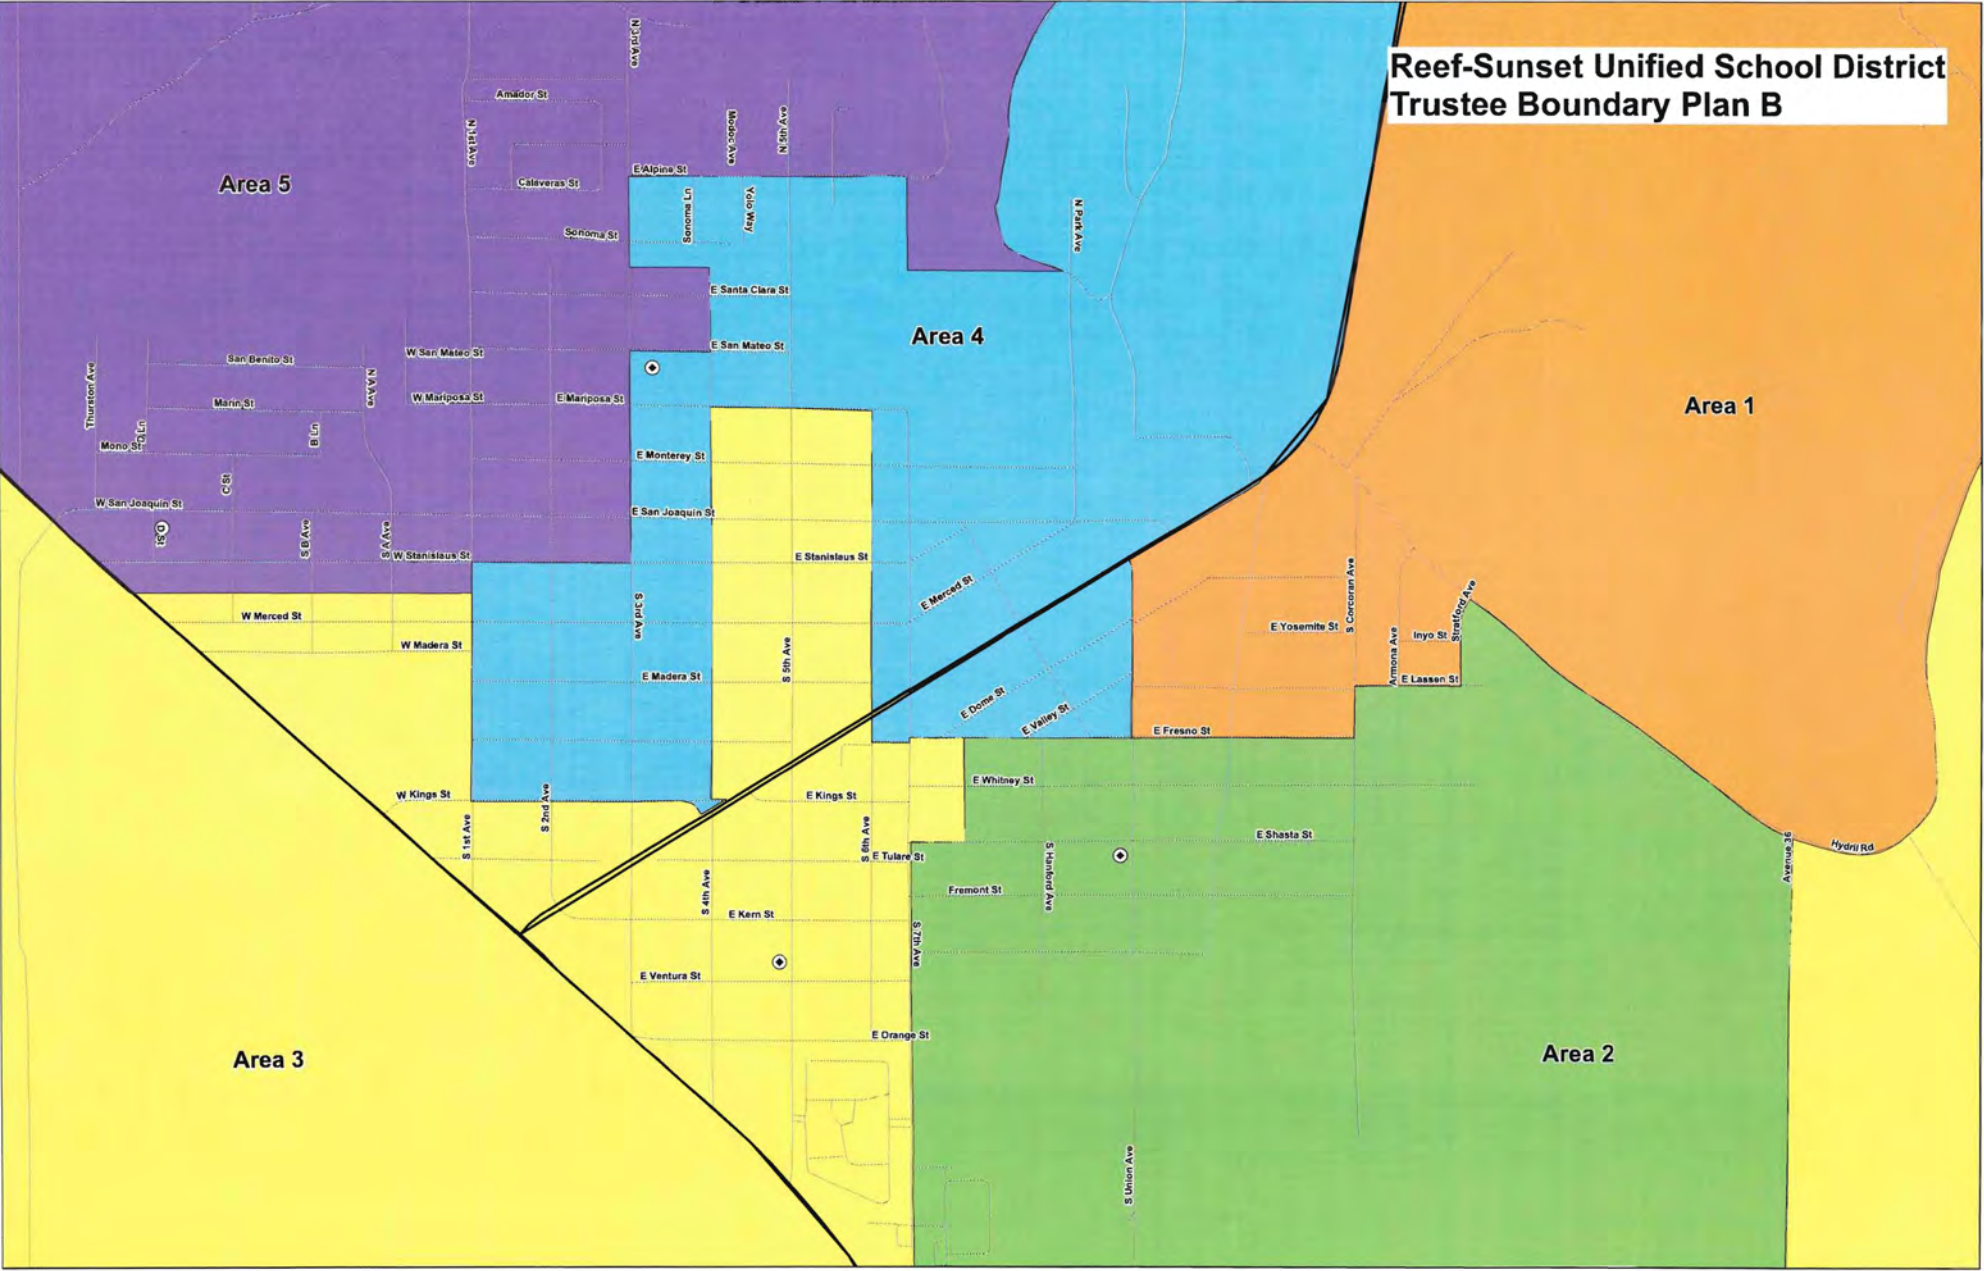 Reef-Sunset Unified School District
Trustee Boundary Plan B
N 3rd Ave
Amador St
Modoc Ave
N 5th Ave
N 1st Ave
E Alpine St
Area 5
Calaveras St
Sonoma Ln
Yolo Way
N Park Ave
Sonoma St
E Santa Clara St
Area 4
E San Mateo St
W San Mateo St
San Benito St
Thurston Ave
N A Ave
W Mariposa St
E Mariposa St
Marin St
Area 1
D Ln
B Ln
Mono St
E Monterey St
C St
W San Joaquin St
E San Joaquin St
D St
S B Ave
S A Ave
W Stanislaus St
E Stanislaus St
E Merced St
S Corcoran Ave
Stratford Ave
W Merced St
S 3rd Ave
E Yosemite St
Inyo St
W Madera St
S 5th Ave
Armona Ave
E Madera St
E Lassen St
E Dome St
E Valley St
E Fresno St
E Whitney St
W Kings St
S 2nd Ave
E Kings St
S 1st Ave
S 6th Ave
E Shasta St
Hydril Rd
Avenue 36
E Tulare St
S Hanford Ave
S 4th Ave
Fremont St
E Kern St
S 7th Ave
E Ventura St
E Orange St
Area 3
Area 2
S Union Ave